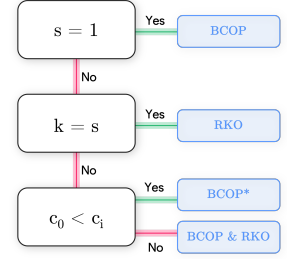 s = 1
Yes
BCOP
No
k = s
Yes
RKO
No
c₀ < cᵢ
Yes
BCOP*
No
BCOP & RKO